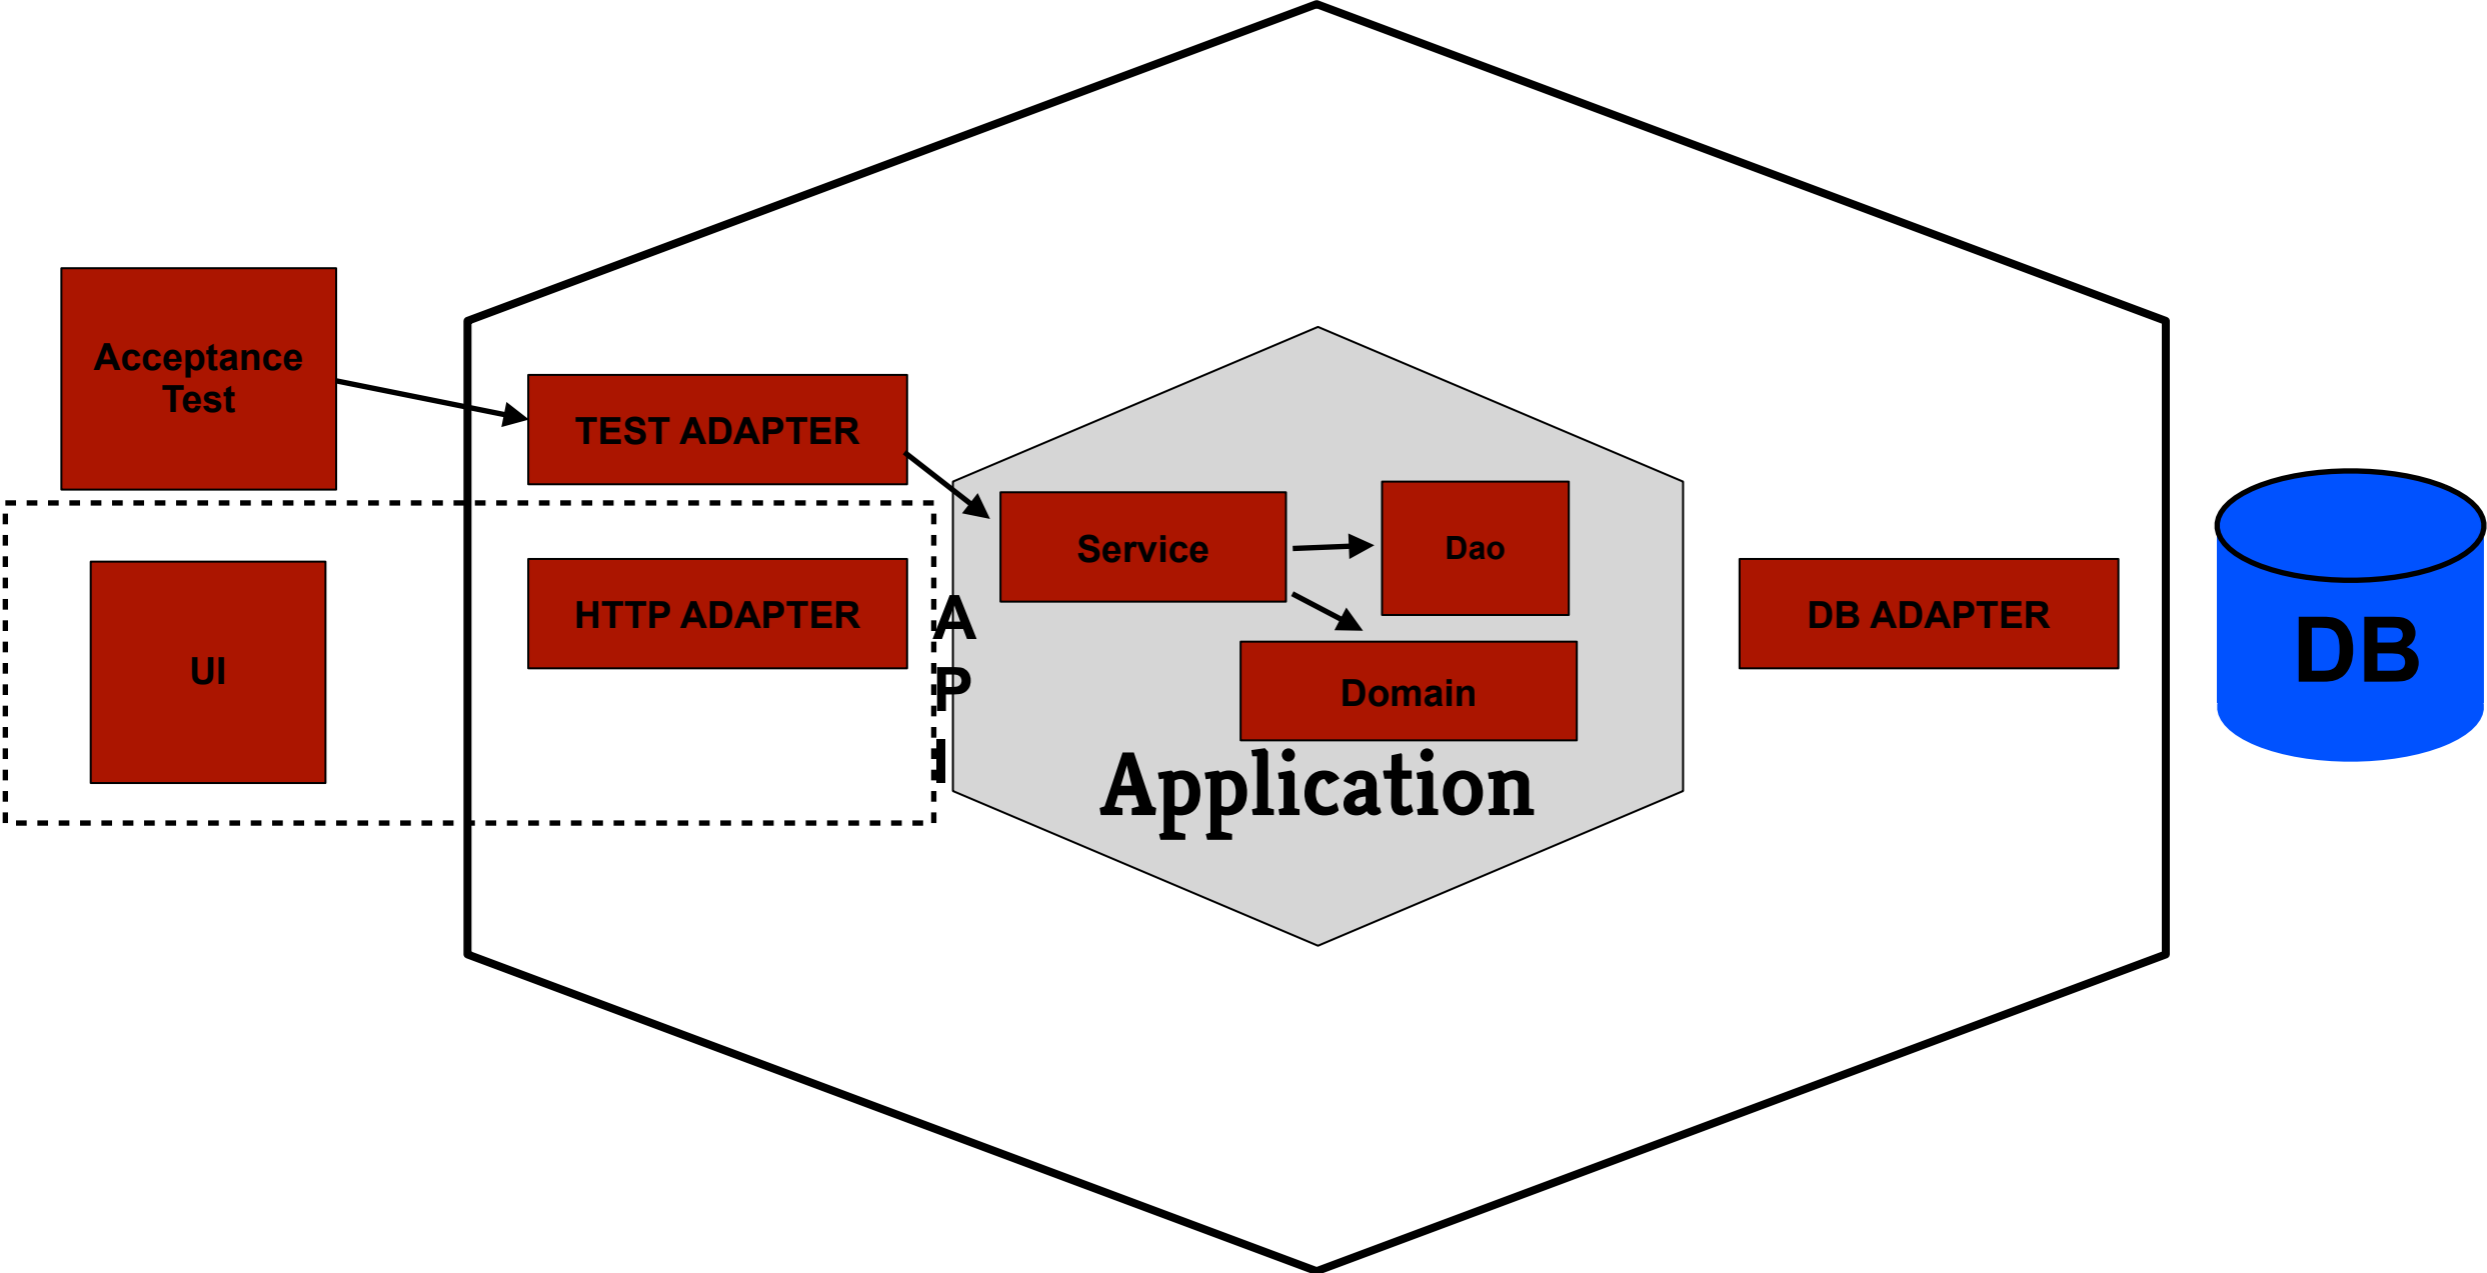 Acceptance
Test
TEST ADAPTER
Service
Dao
HTTP ADAPTER
UI
A
P
I
Domain
Application
DB ADAPTER
DB